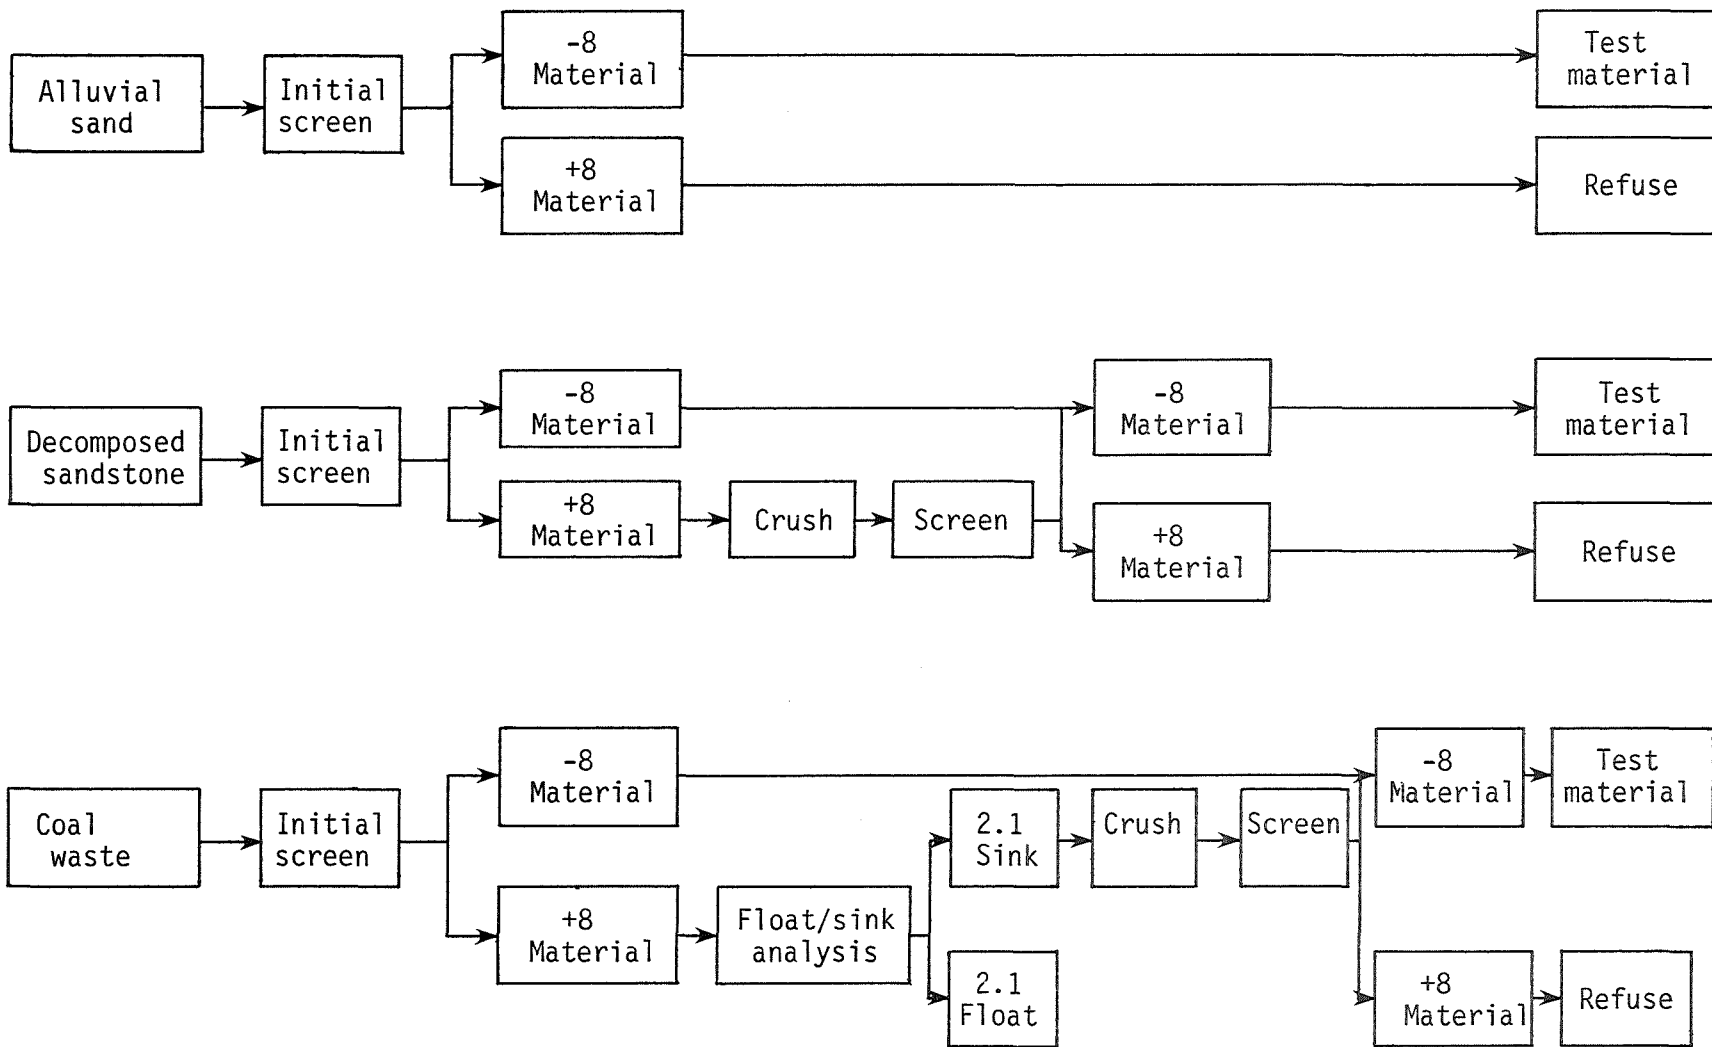 Alluvial
sand
Initial
screen
-8
Material
+8
Material
Test
material
Refuse
Decomposed
sandstone
Initial
screen
-8
Material
+8
Material
Crush
Screen
-8
Material
+8
Material
Test
material
Refuse
Coal
waste
Initial
screen
-8
Material
+8
Material
Float/sink
analysis
2.1
Sink
2.1
Float
Crush
Screen
-8
Material
Test
material
+8
Material
Refuse